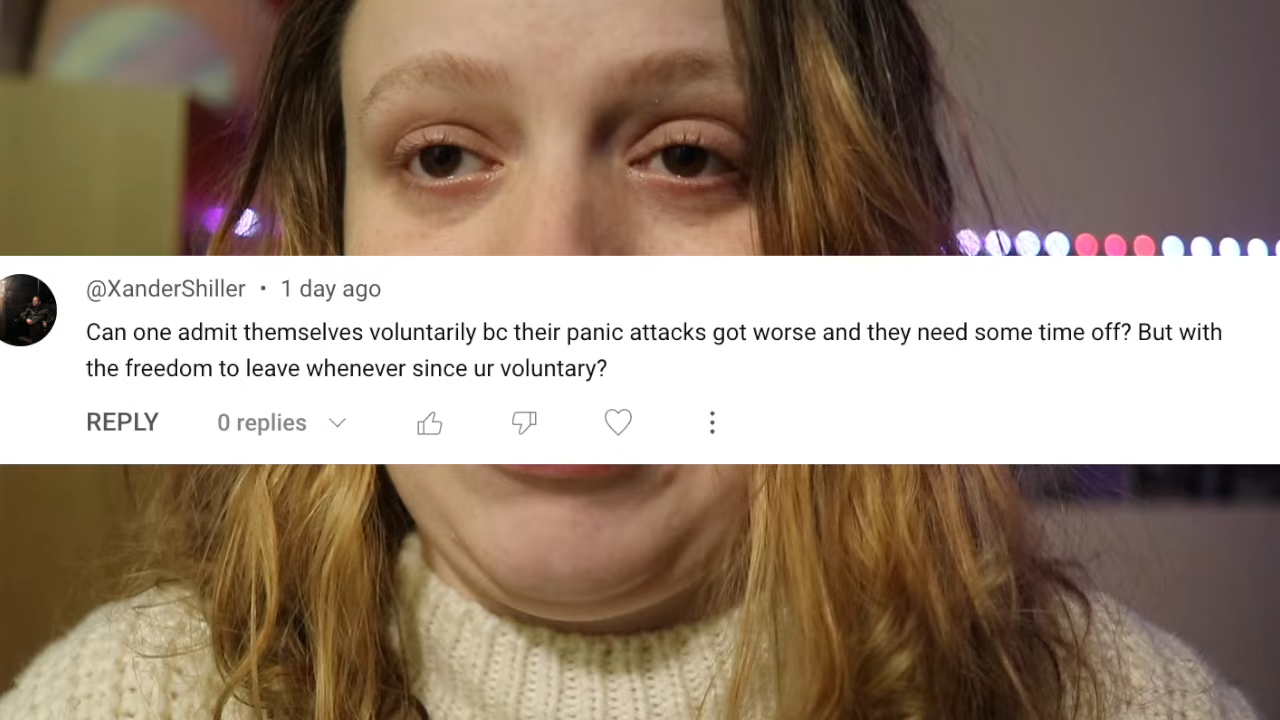 @XanderShiller • 1 day ago
Can one admit themselves voluntarily bc their panic attacks got worse and they need some time off? But with
the freedom to leave whenever since ur voluntary?
REPLY 0 replies